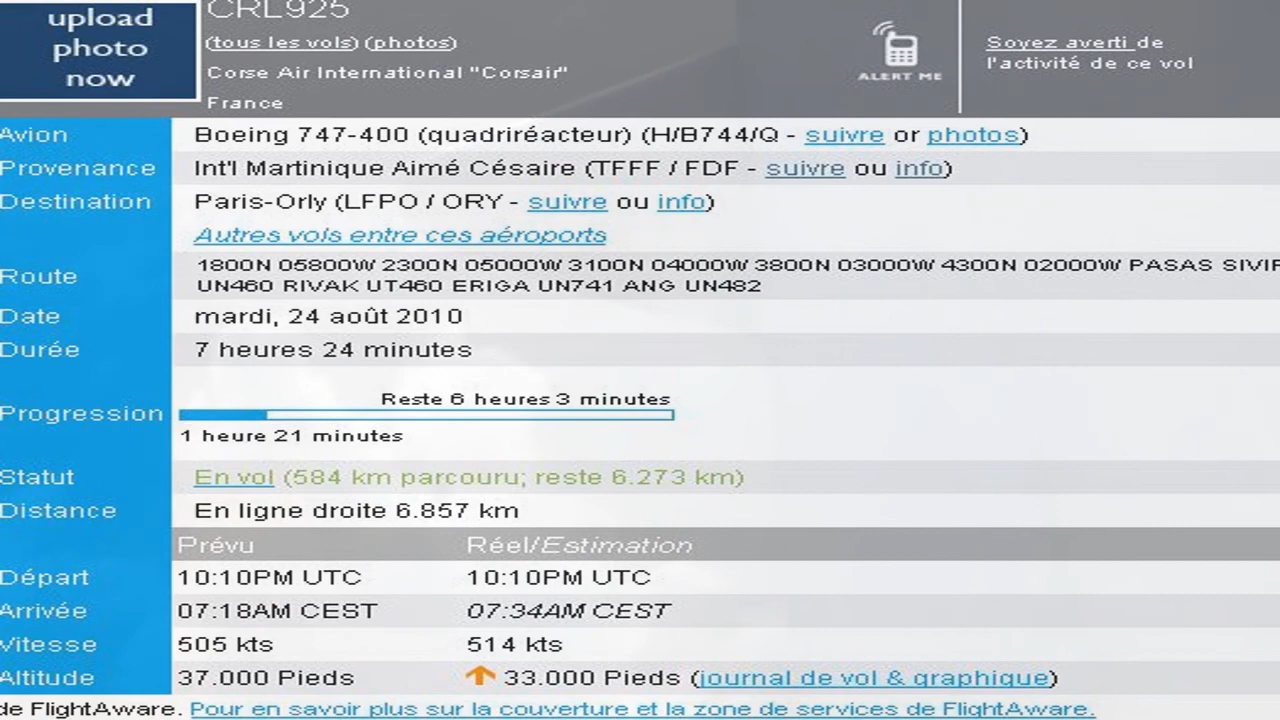 upload
photo
now
CRL925
(tous les vols) (photos)
Corse Air International "Corsair"
France
ALERT ME
Soyez averti de
l'activité de ce vol
Avion Boeing 747-400 (quadriréacteur) (H/B744/Q - suivre or photos)
Provenance Int'l Martinique Aimé Césaire (TFFF / FDF - suivre ou info)
Destination Paris-Orly (LFPO / ORY - suivre ou info)
Autres vols entre ces aéroports
Route 1800N 05800W 2300N 05000W 3100N 04000W 3800N 03000W 4300N 02000W PASAS SIVIR
UN460 RIVAK UT460 ERIGA UN741 ANG UN482
Date mardi, 24 août 2010
Durée 7 heures 24 minutes
Reste 6 heures 3 minutes
Progression
1 heure 21 minutes
Statut En vol (584 km parcouru; reste 6.273 km)
Distance En ligne droite 6.857 km
Prévu Réel/Estimation
Départ 10:10PM UTC 10:10PM UTC
Arrivée 07:18AM CEST 07:34AM CEST
Vitesse 505 kts 514 kts
Altitude 37.000 Pieds 33.000 Pieds (journal de vol & graphique)
de FlightAware. Pour en savoir plus sur la couverture et la zone de services de FlightAware.